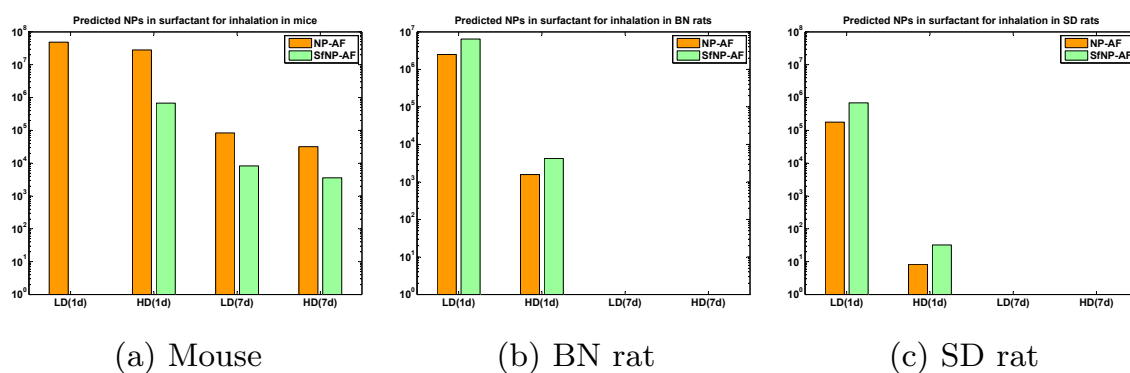 Predicted NPs in surfactant for inhalation in mice
10^8
10^7
10^6
10^5
10^4
10^3
10^2
10^1
10^0
NP-AF
SfNP-AF
LD(1d) HD(1d) LD(7d) HD(7d)
(a) Mouse
Predicted NPs in surfactant for inhalation in BN rats
10^7
10^6
10^5
10^4
10^3
10^2
10^1
10^0
NP-AF
SfNP-AF
LD(1d) HD(1d) LD(7d) HD(7d)
(b) BN rat
Predicted NPs in surfactant for inhalation in SD rats
10^8
10^7
10^6
10^5
10^4
10^3
10^2
10^1
10^0
NP-AF
SfNP-AF
LD(1d) HD(1d) LD(7d) HD(7d)
(c) SD rat